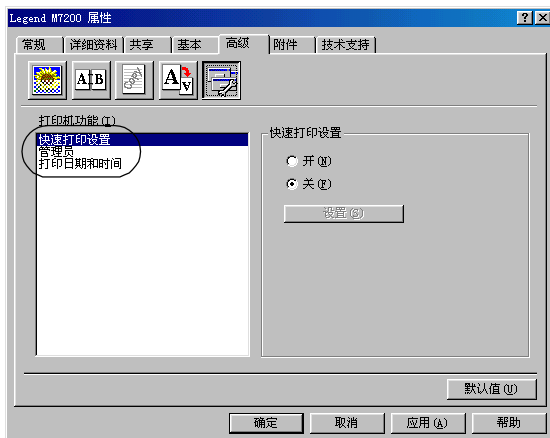 Legend M7200 属性
常规 详细资料 共享 基本 高级 附件 技术支持
A B
A
V
打印机功能(I)
快速打印设置
管理员
打印日期和时间
快速打印设置
开(N)
关(F)
设置(S)
默认值(U)
确定 取消 应用(A) 帮助